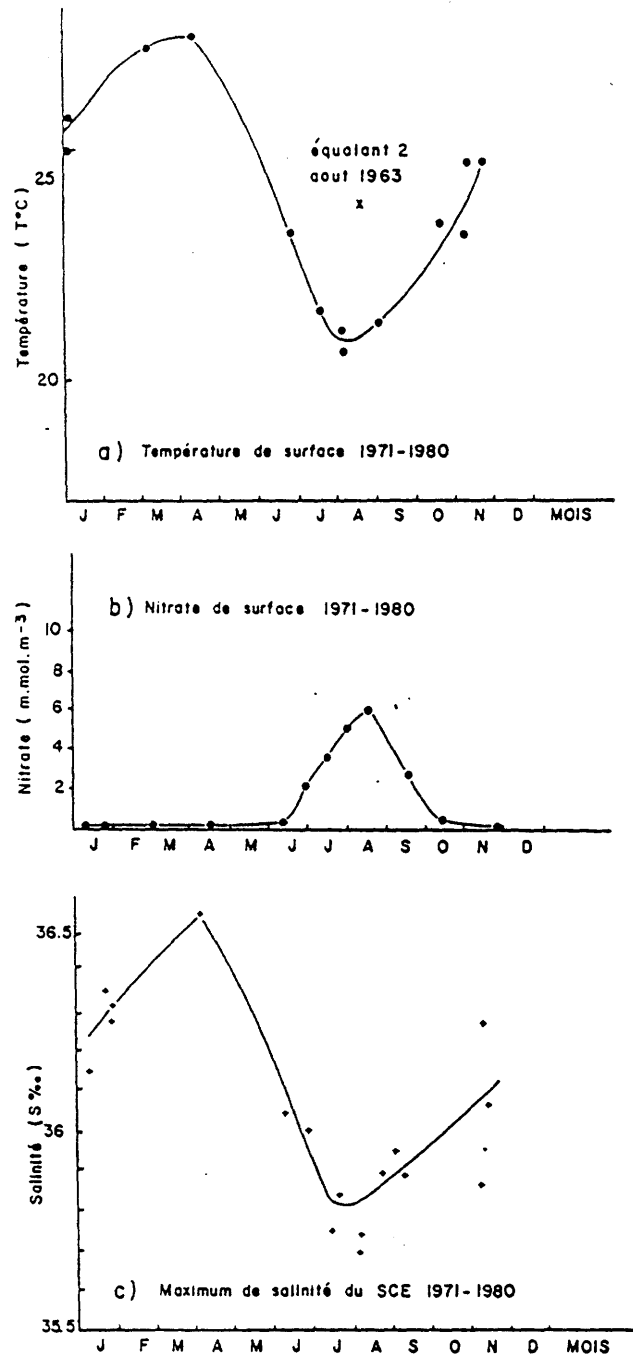 25
20
Température ( T°C )
équalant 2
aout 1963
x
a) Température de surface 1971-1980
J F M A M J J A S O N D MOIS
b) Nitrate de surface 1971-1980
10
8
6
4
2
Nitrate ( m.mol.m⁻³ )
J F M A M J J A S O N D
36.5
36
35.5
Salinité ( S‰ )
c) Maximum de salinité du SCE 1971-1980
J F M A M J J A S O N D MOIS